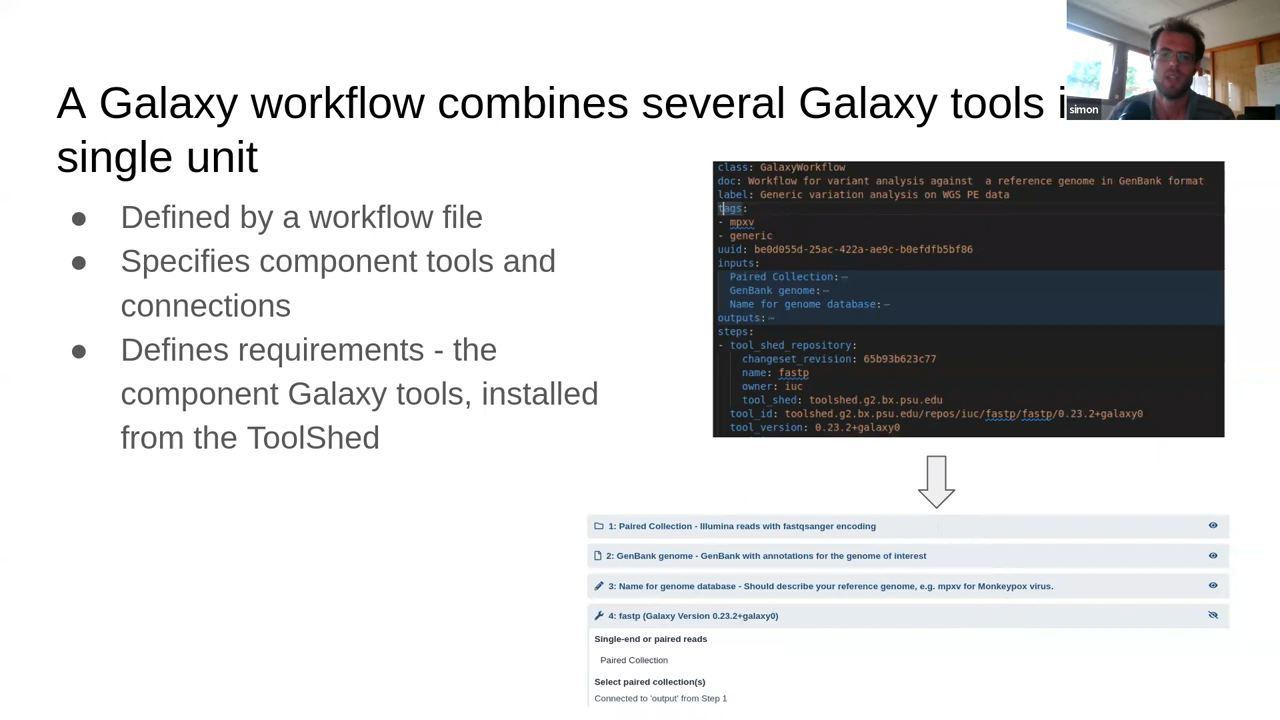 A Galaxy workflow combines several Galaxy tools
single unit
● Defined by a workflow file
● Specifies component tools and
connections
● Defines requirements - the
component Galaxy tools, installed
from the ToolShed
simon
class: GalaxyWorkflow
doc: Workflow for variant analysis against  a reference genome in GenBank format
label: Generic variation analysis on WGS PE data
tags:
- mpxv
- generic
uuid: be0d055d-25ac-422a-ae9c-b0efdfb5bf86
inputs:
Paired Collection:
GenBank genome:
Name for genome database:
outputs:
steps:
- tool_shed_repository:
changeset_revision: 65b93b623c77
name: fastp
owner: iuc
tool_shed: toolshed.g2.bx.psu.edu
tool_id: toolshed.g2.bx.psu.edu/repos/iuc/fastp/fastp/0.23.2+galaxy0
tool_version: 0.23.2+galaxy0
1: Paired Collection - Illumina reads with fastqsanger encoding
2: GenBank genome - GenBank with annotations for the genome of interest
3: Name for genome database - Should describe your reference genome, e.g. mpxv for Monkeypox virus.
4: fastp (Galaxy Version 0.23.2+galaxy0)
Single-end or paired reads
Paired Collection
Select paired collection(s)
Connected to 'output' from Step 1